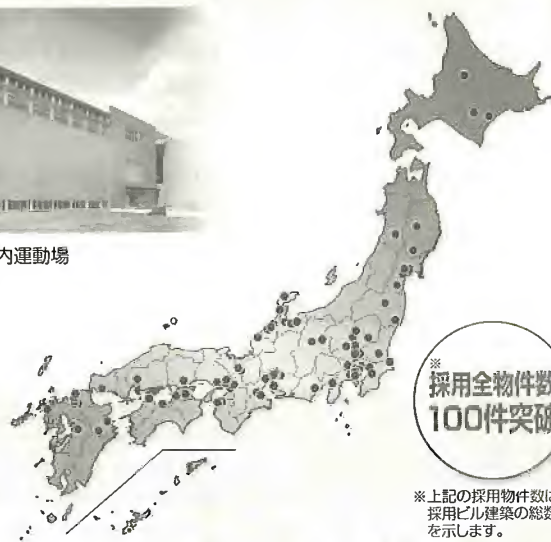 内運動場
※
採用全物件数
100件突破
※上記の採用物件数は
採用ビル建築の総数
を示します。